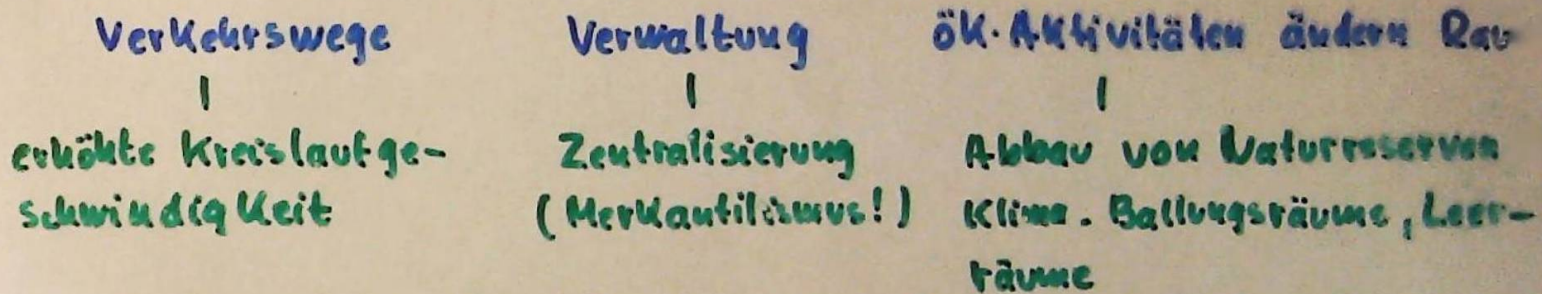 Verkehrswege Verwaltung ök. Aktivitäten ändern Rau
erhöhte Kreislaufge- Zentralisierung Abbau von Naturreserven
schwindigkeit (Merkantilismus!) Klima. Ballungsräume, Leer-
räume